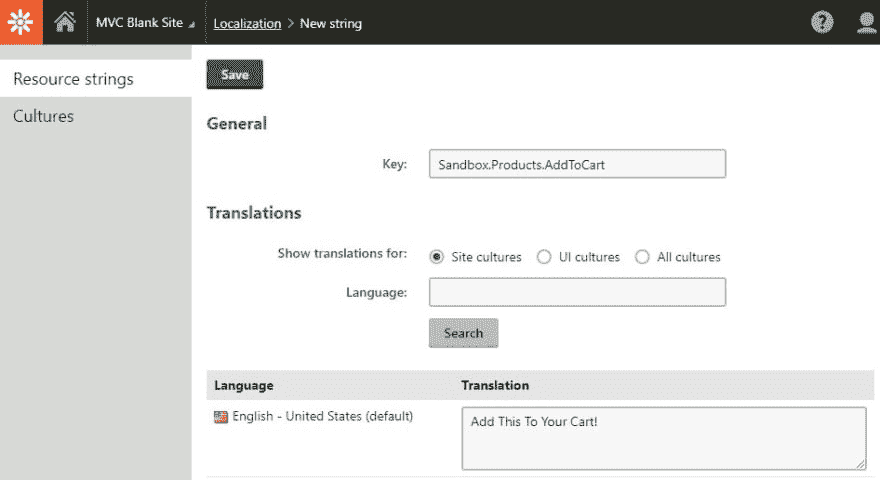 MVC Blank Site Localization > New string
Resource strings
Cultures
Save
General
Key: Sandbox.Products.AddToCart
Translations
Show translations for: Site cultures UI cultures All cultures
Language:
Search
Language Translation
English - United States (default) Add This To Your Cart!